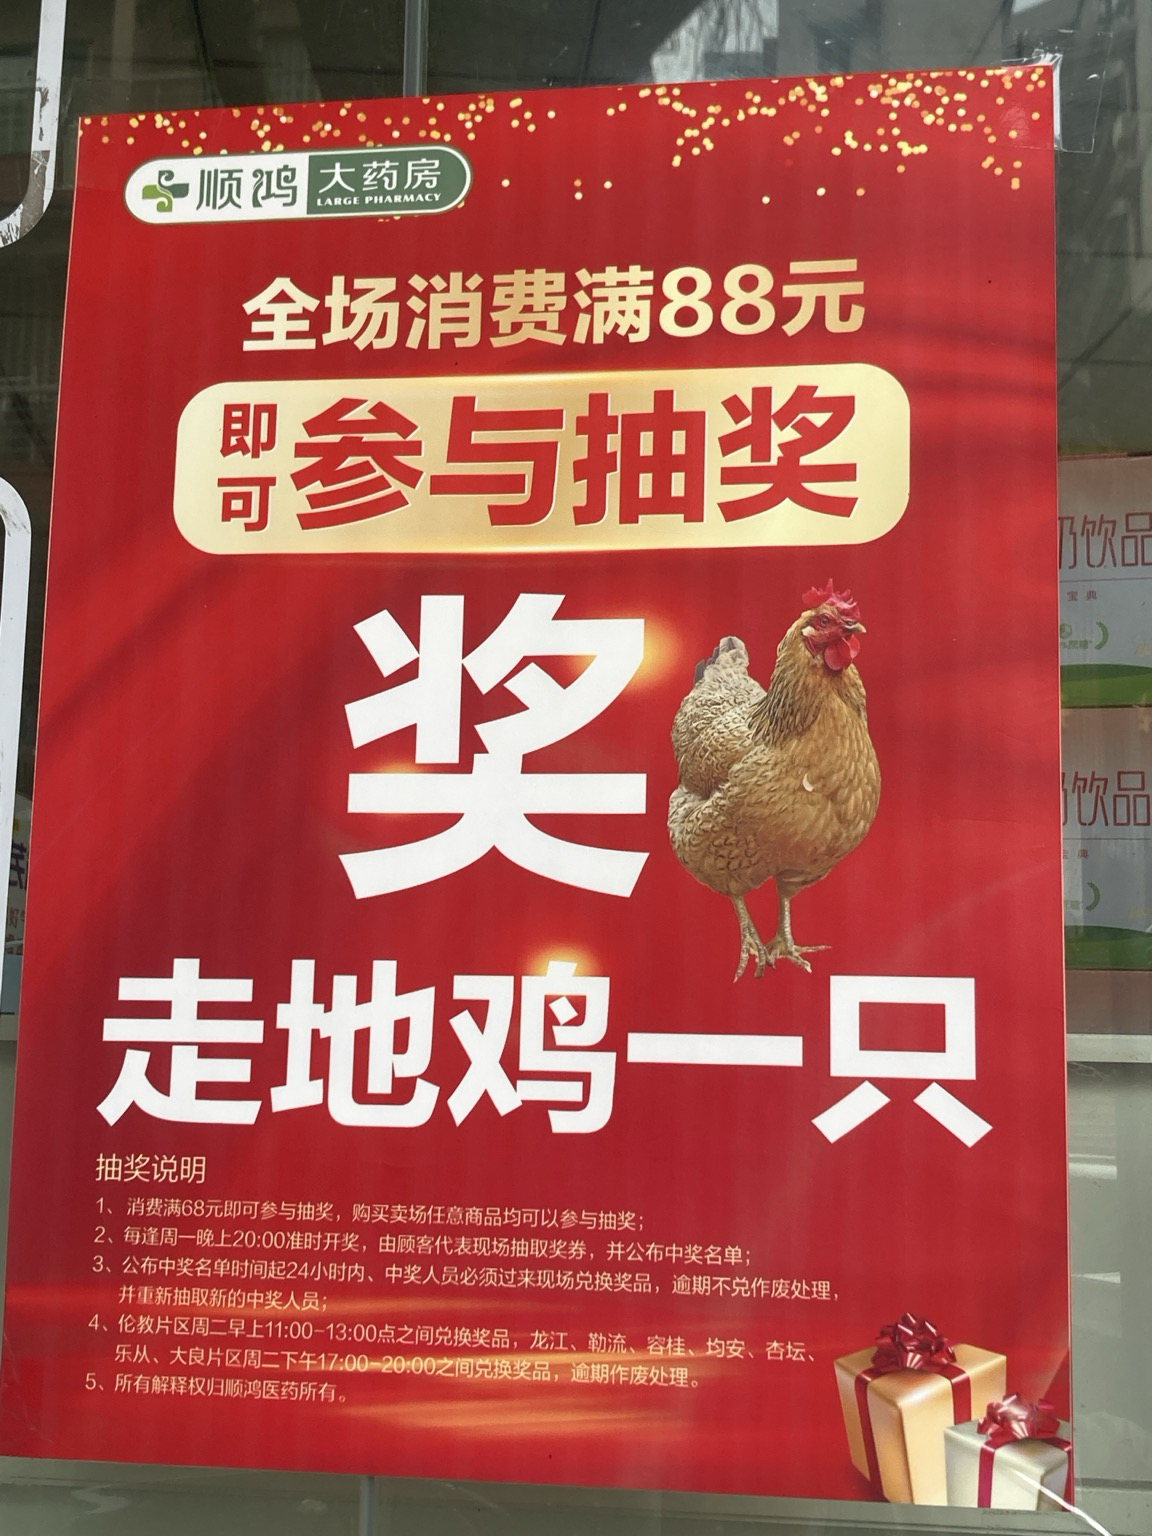 顺鸿 大药房
LARGE PHARMACY
全场消费满88元
即可参与抽奖
奖
走地鸡一只
抽奖说明
1、消费满68元即可参与抽奖，购买卖场任意商品均可以参与抽奖；
2、每逢周一晚上20:00准时开奖，由顾客代表现场抽取奖券，并公布中奖名单；
3、公布中奖名单时间起24小时内、中奖人员必须过来现场兑换奖品，逾期不兑作废处理，
并重新抽取新的中奖人员；
4、伦教片区周二早上11:00-13:00点之间兑换奖品，龙江、勒流、容桂、均安、杏坛、
乐从、大良片区周二下午17:00-20:00之间兑换奖品，逾期作废处理。
5、所有解释权归顺鸿医药所有。
饮品
宝典
饮品